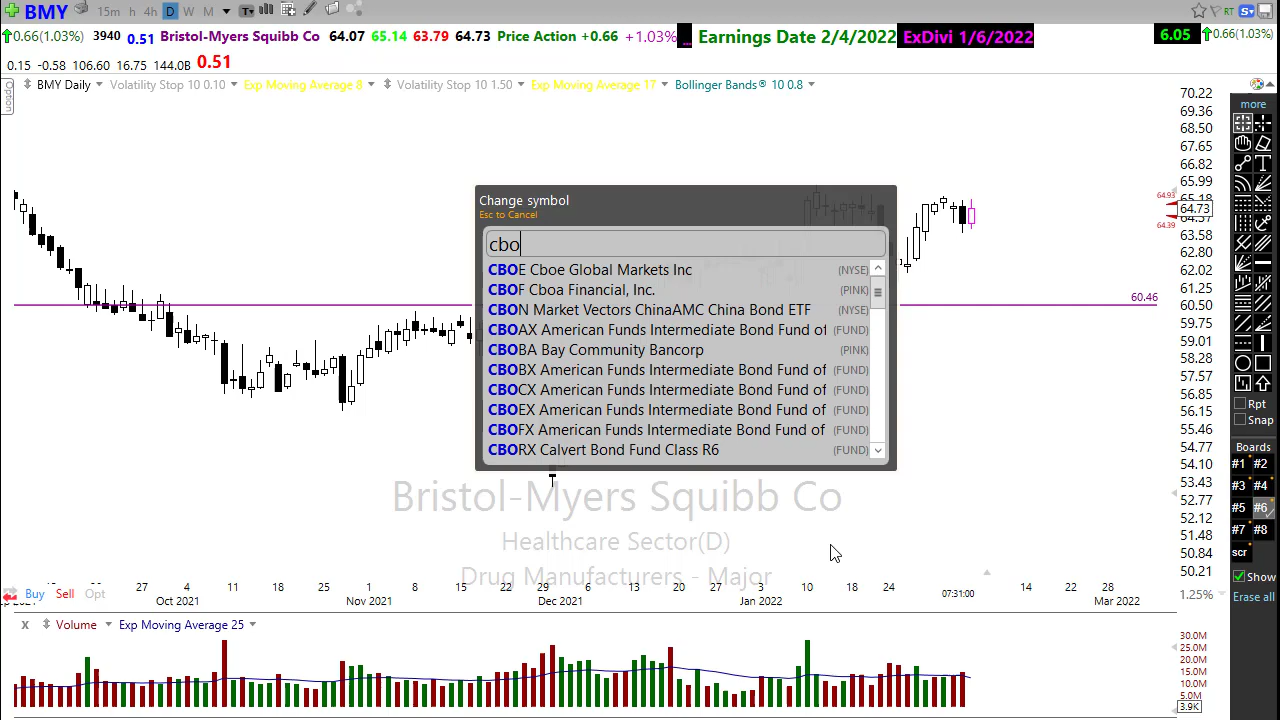 BMY 15m h 4h D W M T RT S
0.66(1.03%) 3940 0.51 Bristol-Myers Squibb Co 64.07 65.14 63.79 64.73 Price Action +0.66 +1.03% ... Earnings Date 2/4/2022 ExDivi 1/6/2022 6.05 0.66(1.03%)
0.15 -0.58 106.60 16.75 144.0B 0.51
Option
BMY Daily Volatility Stop 10 0.10 Exp Moving Average 8 Volatility Stop 10 1.50 Exp Moving Average 17 Bollinger Bands® 10 0.8
70.22
69.36
68.50
67.65
66.82
65.99
65.18
64.93
64.73
64.57
64.39
63.58
62.80
62.02
61.25
60.46
60.50
59.75
59.01
58.28
57.57
56.85
56.15
55.46
54.77
54.10
53.43
52.77
52.12
51.48
50.84
50.21
Change symbol
Esc to Cancel
cbo
CBOE Cboe Global Markets Inc (NYSE)
CBOF Cboa Financial, Inc. (PINK)
CBON Market Vectors ChinaAMC China Bond ETF (NYSE)
CBOAX American Funds Intermediate Bond Fund of (FUND)
CBOBA Bay Community Bancorp (PINK)
CBOBX American Funds Intermediate Bond Fund of (FUND)
CBOCX American Funds Intermediate Bond Fund of (FUND)
CBOEX American Funds Intermediate Bond Fund of (FUND)
CBOFX American Funds Intermediate Bond Fund of (FUND)
CBORX Calvert Bond Fund Class R6 (FUND)
Bristol-Myers Squibb Co
Healthcare Sector(D)
Drug Manufacturers - Major
more
Rpt
Snap
Boards
#1 #2
#3 #4
#5 #6
#7 #8
scr
Show
Erase all
27 4 11 18 25 1 8 15 22 29 6 13 20 27 10 18 24 07:31:00 14 22 28
Buy Sell Opt
Oct 2021 Nov 2021 Dec 2021 Jan 2022 Mar 2022
1.25%
x Volume Exp Moving Average 25
30.0M
25.0M
20.0M
15.0M
10.0M
5.0M
3.9K